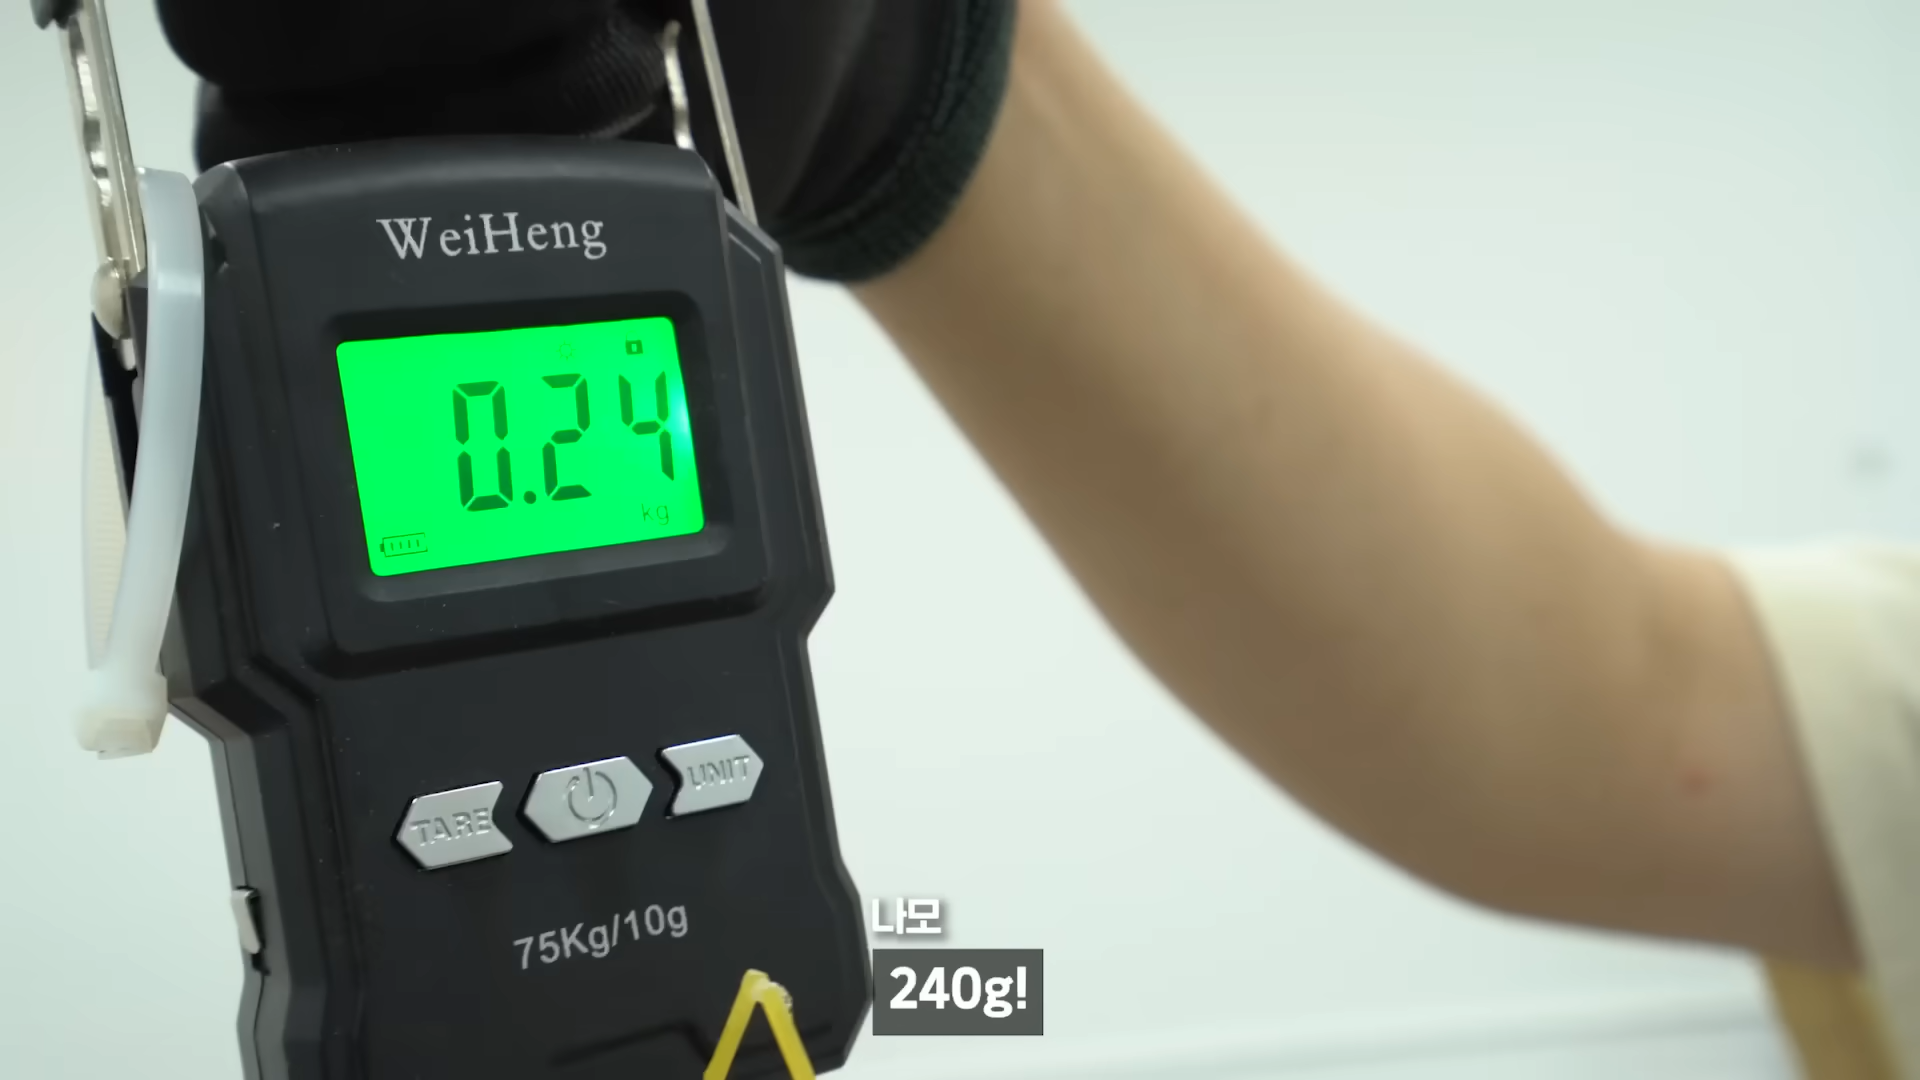 WeiHeng
0.24
kg
TARE
UNIT
75Kg/10g
나모
240g!